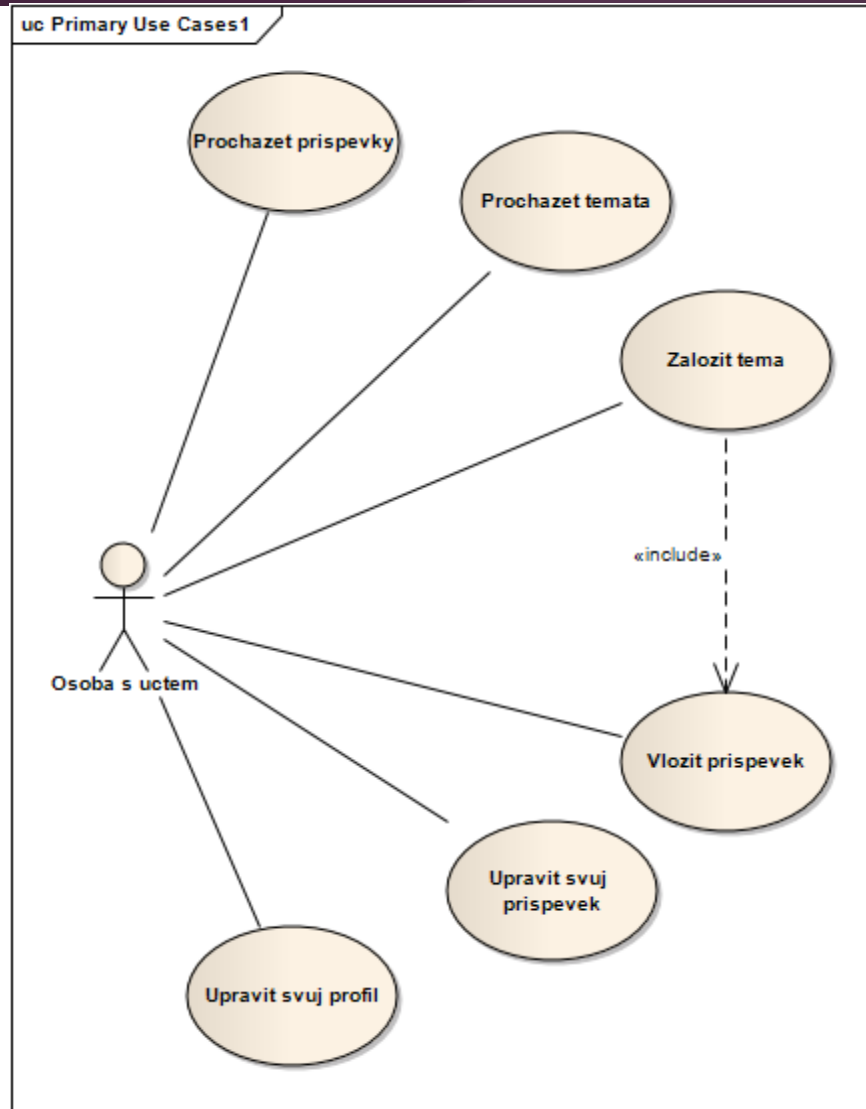 uc Primary Use Cases1
Prochazet prispevky
Prochazet temata
Zalozit tema
«include»
Osoba s uctem
Vlozit prispevek
Upravit svuj
prispevek
Upravit svuj profil